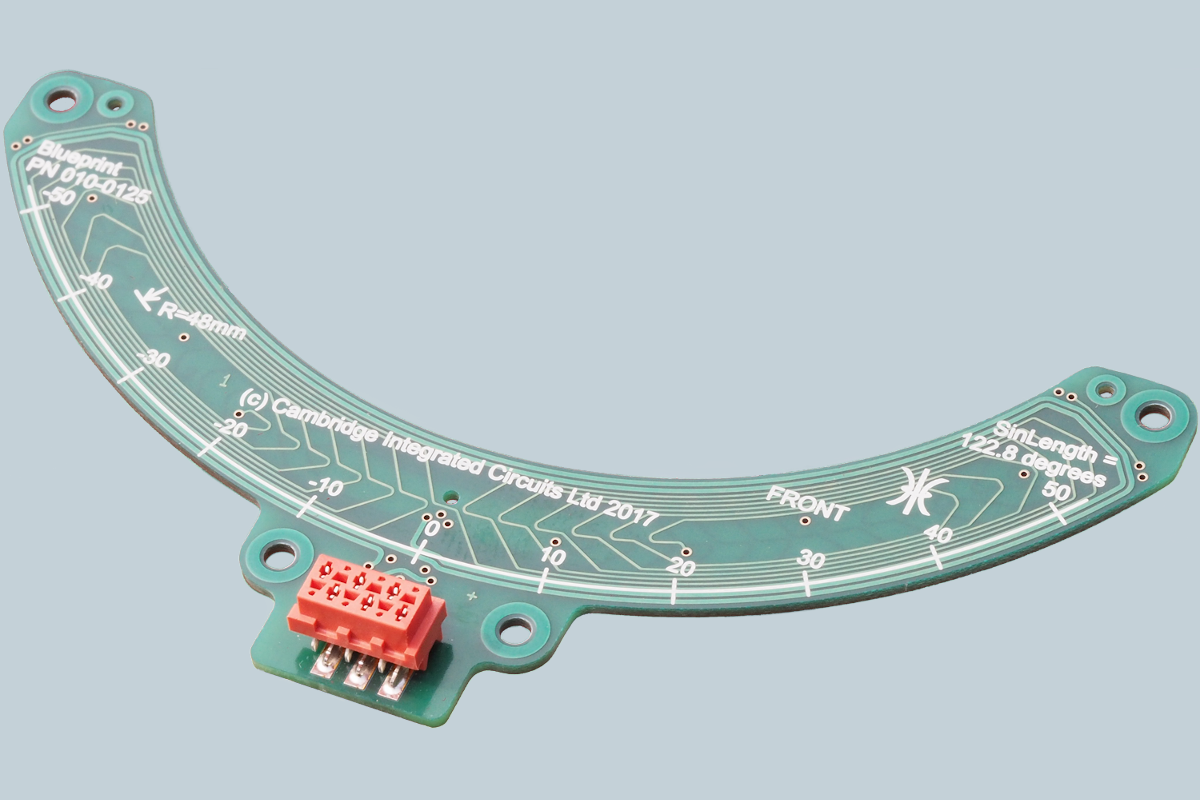 Blueprint
PN 010-0125
-50
-40
R=48mm
-30
1
(c) Cambridge Integrated Circuits Ltd 2017
-20
-10
0
10
20
30
40
50
FRONT
SinLength =
122.8 degrees